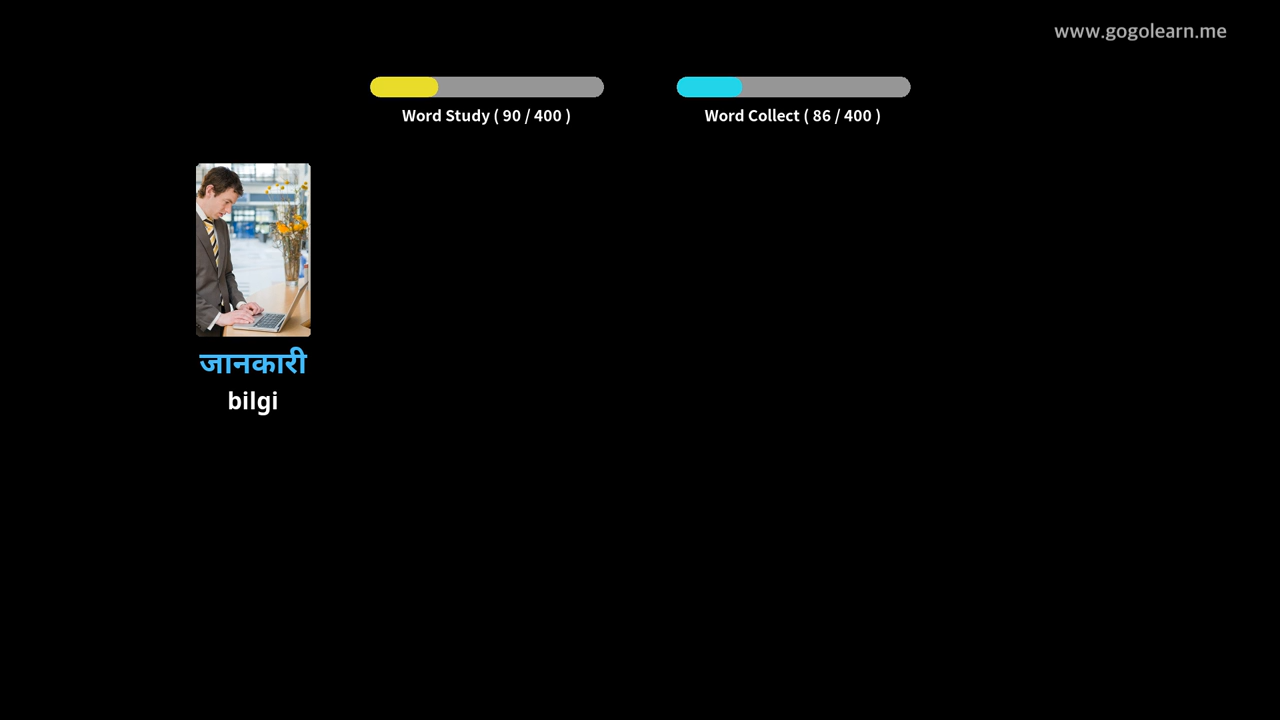 www.gogolearn.me
Word Study ( 90 / 400 )
Word Collect ( 86 / 400 )
जानकारी
bilgi